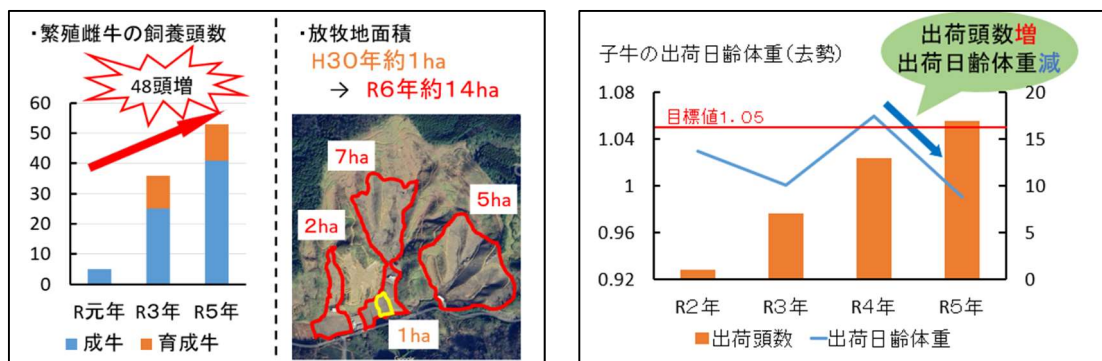 ・繁殖雌牛の飼養頭数
48頭増
60
50
40
30
20
10
0
R元年 R3年 R5年
成牛 育成牛
・放牧地面積
H30年約1ha
→ R6年約14ha
7ha
5ha
2ha
1ha
出荷頭数増
出荷日齢体重減
子牛の出荷日齢体重(去勢)
目標値1.05
1.08
1.04
1
0.96
0.92
20
15
10
5
0
R2年 R3年 R4年 R5年
出荷頭数 出荷日齢体重